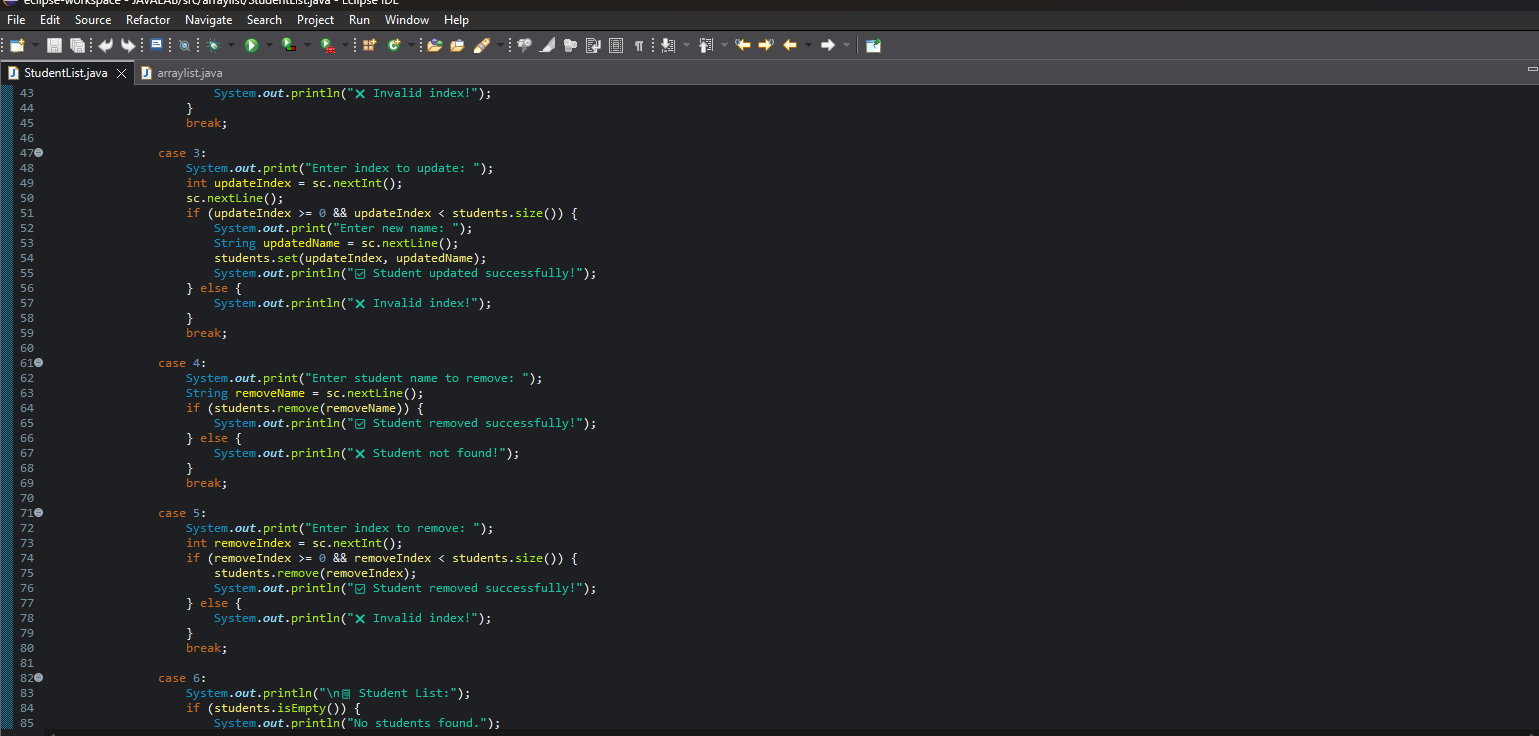 eclipse-workspace - JAVALAB/src/arraylist/StudentList.java - Eclipse IDE
File Edit Source Refactor Navigate Search Project Run Window Help
StudentList.java arraylist.java
43 System.out.println("❌ Invalid index!");
44 }
45 break;
46
47 case 3:
48 System.out.print("Enter index to update: ");
49 int updateIndex = sc.nextInt();
50 sc.nextLine();
51 if (updateIndex >= 0 && updateIndex < students.size()) {
52 System.out.print("Enter new name: ");
53 String updatedName = sc.nextLine();
54 students.set(updateIndex, updatedName);
55 System.out.println("✅ Student updated successfully!");
56 } else {
57 System.out.println("❌ Invalid index!");
58 }
59 break;
60
61 case 4:
62 System.out.print("Enter student name to remove: ");
63 String removeName = sc.nextLine();
64 if (students.remove(removeName)) {
65 System.out.println("✅ Student removed successfully!");
66 } else {
67 System.out.println("❌ Student not found!");
68 }
69 break;
70
71 case 5:
72 System.out.print("Enter index to remove: ");
73 int removeIndex = sc.nextInt();
74 if (removeIndex >= 0 && removeIndex < students.size()) {
75 students.remove(removeIndex);
76 System.out.println("✅ Student removed successfully!");
77 } else {
78 System.out.println("❌ Invalid index!");
79 }
80 break;
81
82 case 6:
83 System.out.println("\n📋 Student List:");
84 if (students.isEmpty()) {
85 System.out.println("No students found.");